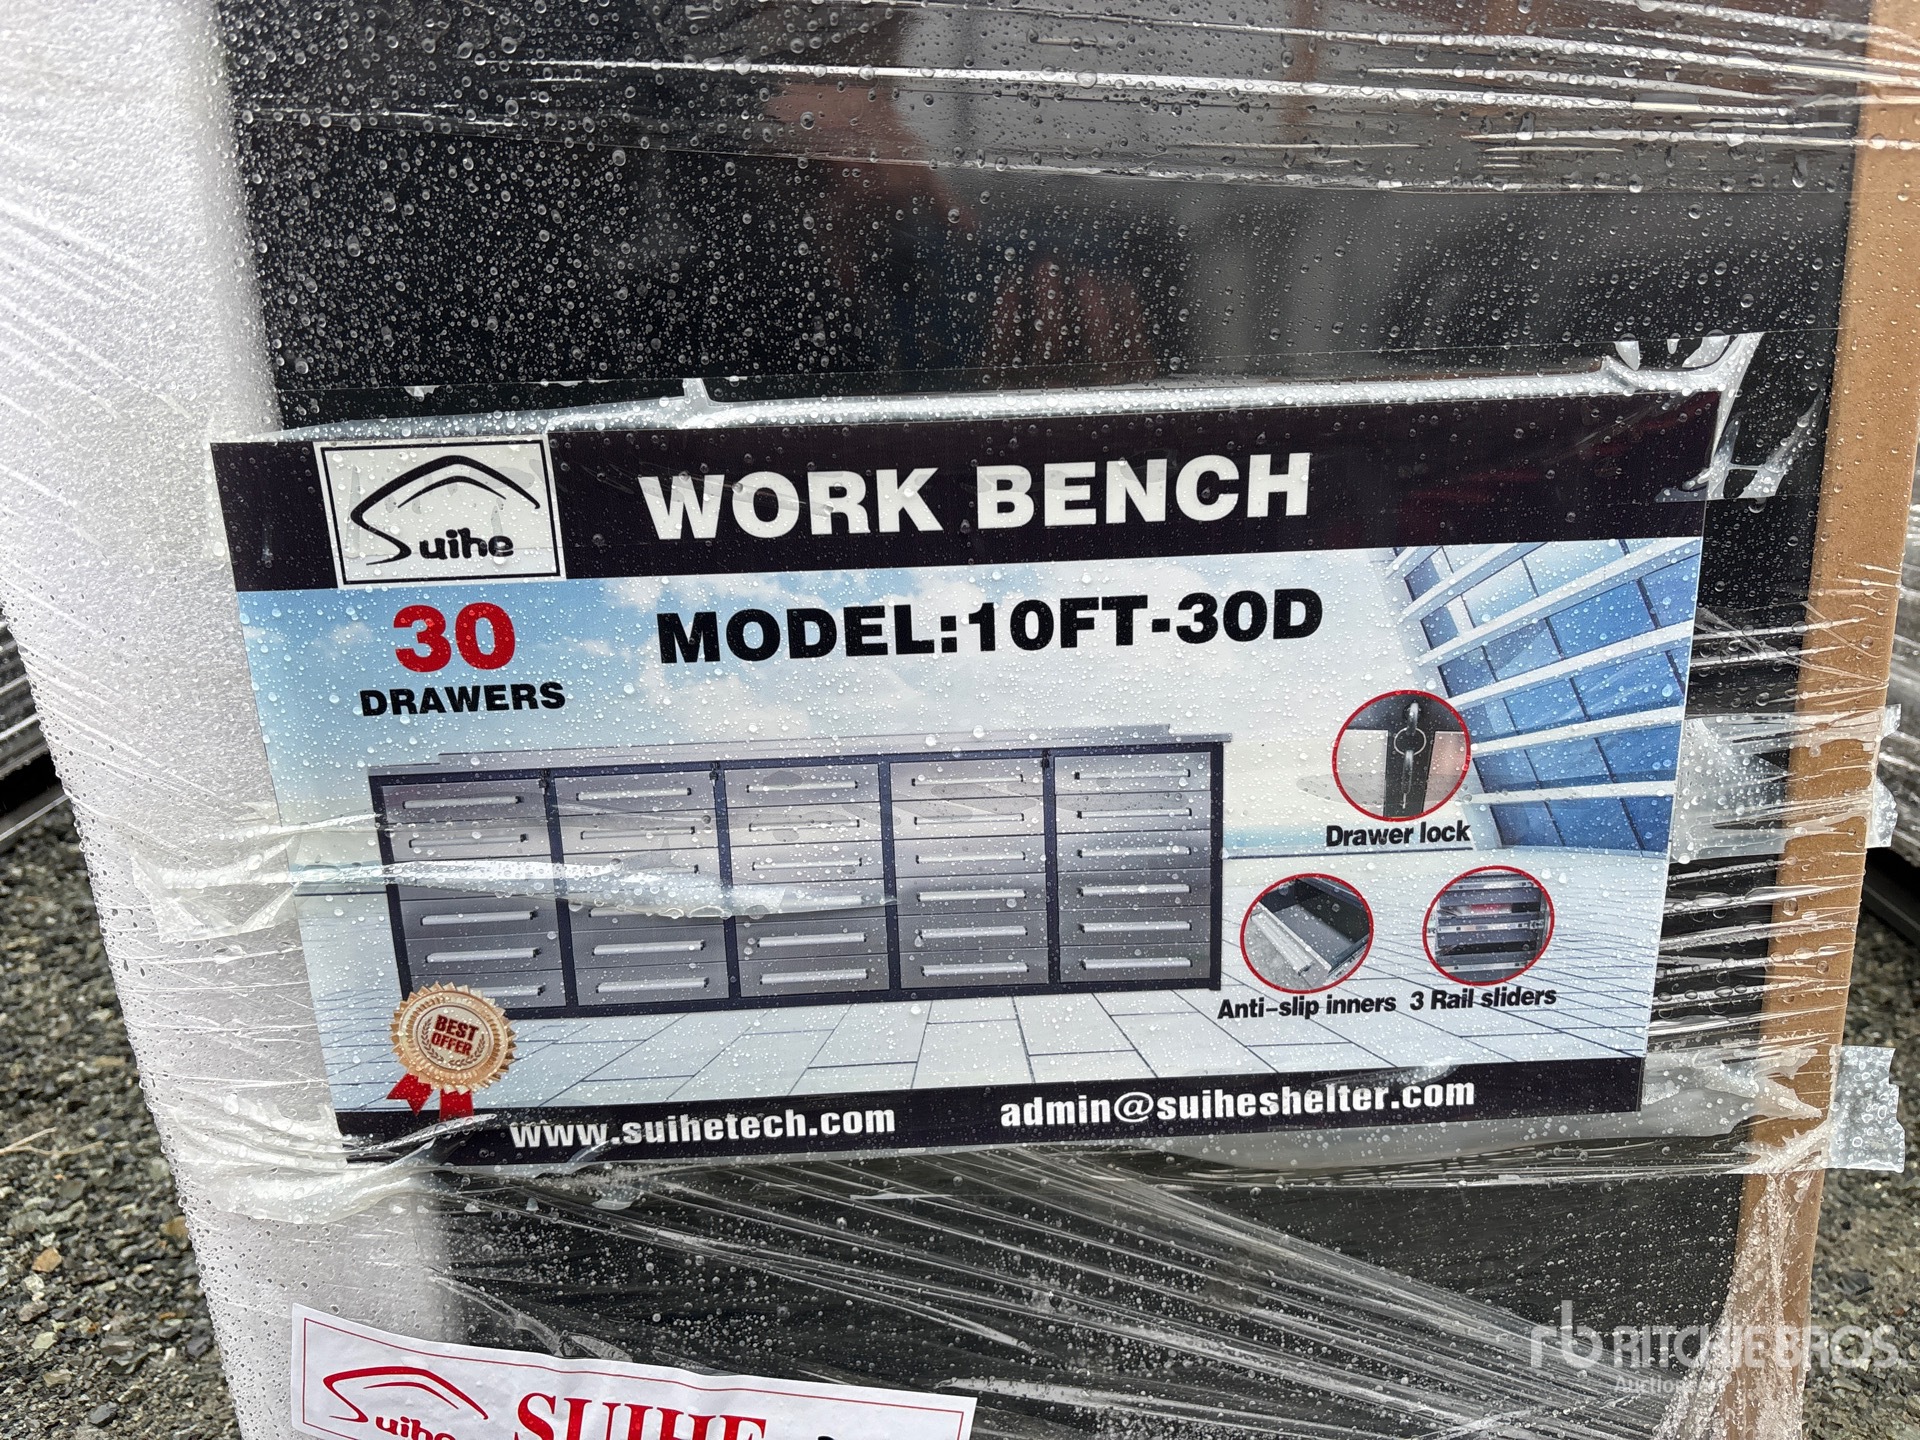 Suihe
WORK BENCH
30
DRAWERS
MODEL:10FT-30D
Drawer lock
Anti-slip inners
3 Rail sliders
BEST
OFFER
www.suihetech.com
admin@suiheshelter.com
Suihe
SUIHE
rb RITCHIE BROS.